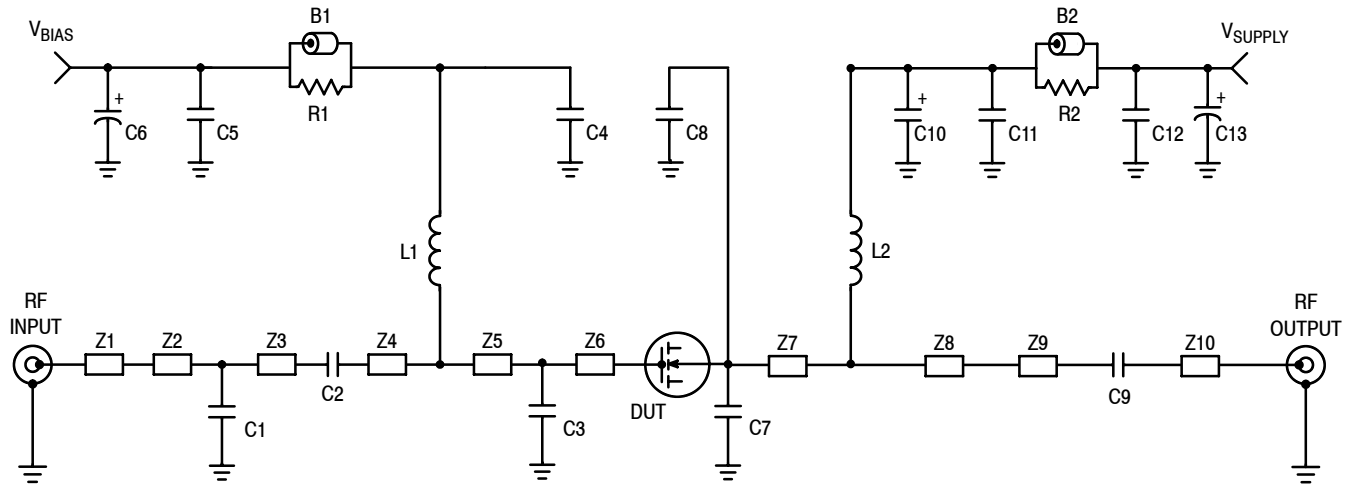 V_BIAS
B1
R1
+
C6
C5
C4
C8
B2
R2
V_SUPPLY
+
C10
C11
C12
+
C13
L1
L2
RF
INPUT
Z1
Z2
Z3
Z4
Z5
Z6
Z7
Z8
Z9
Z10
RF
OUTPUT
C1
C2
C3
DUT
C7
C9